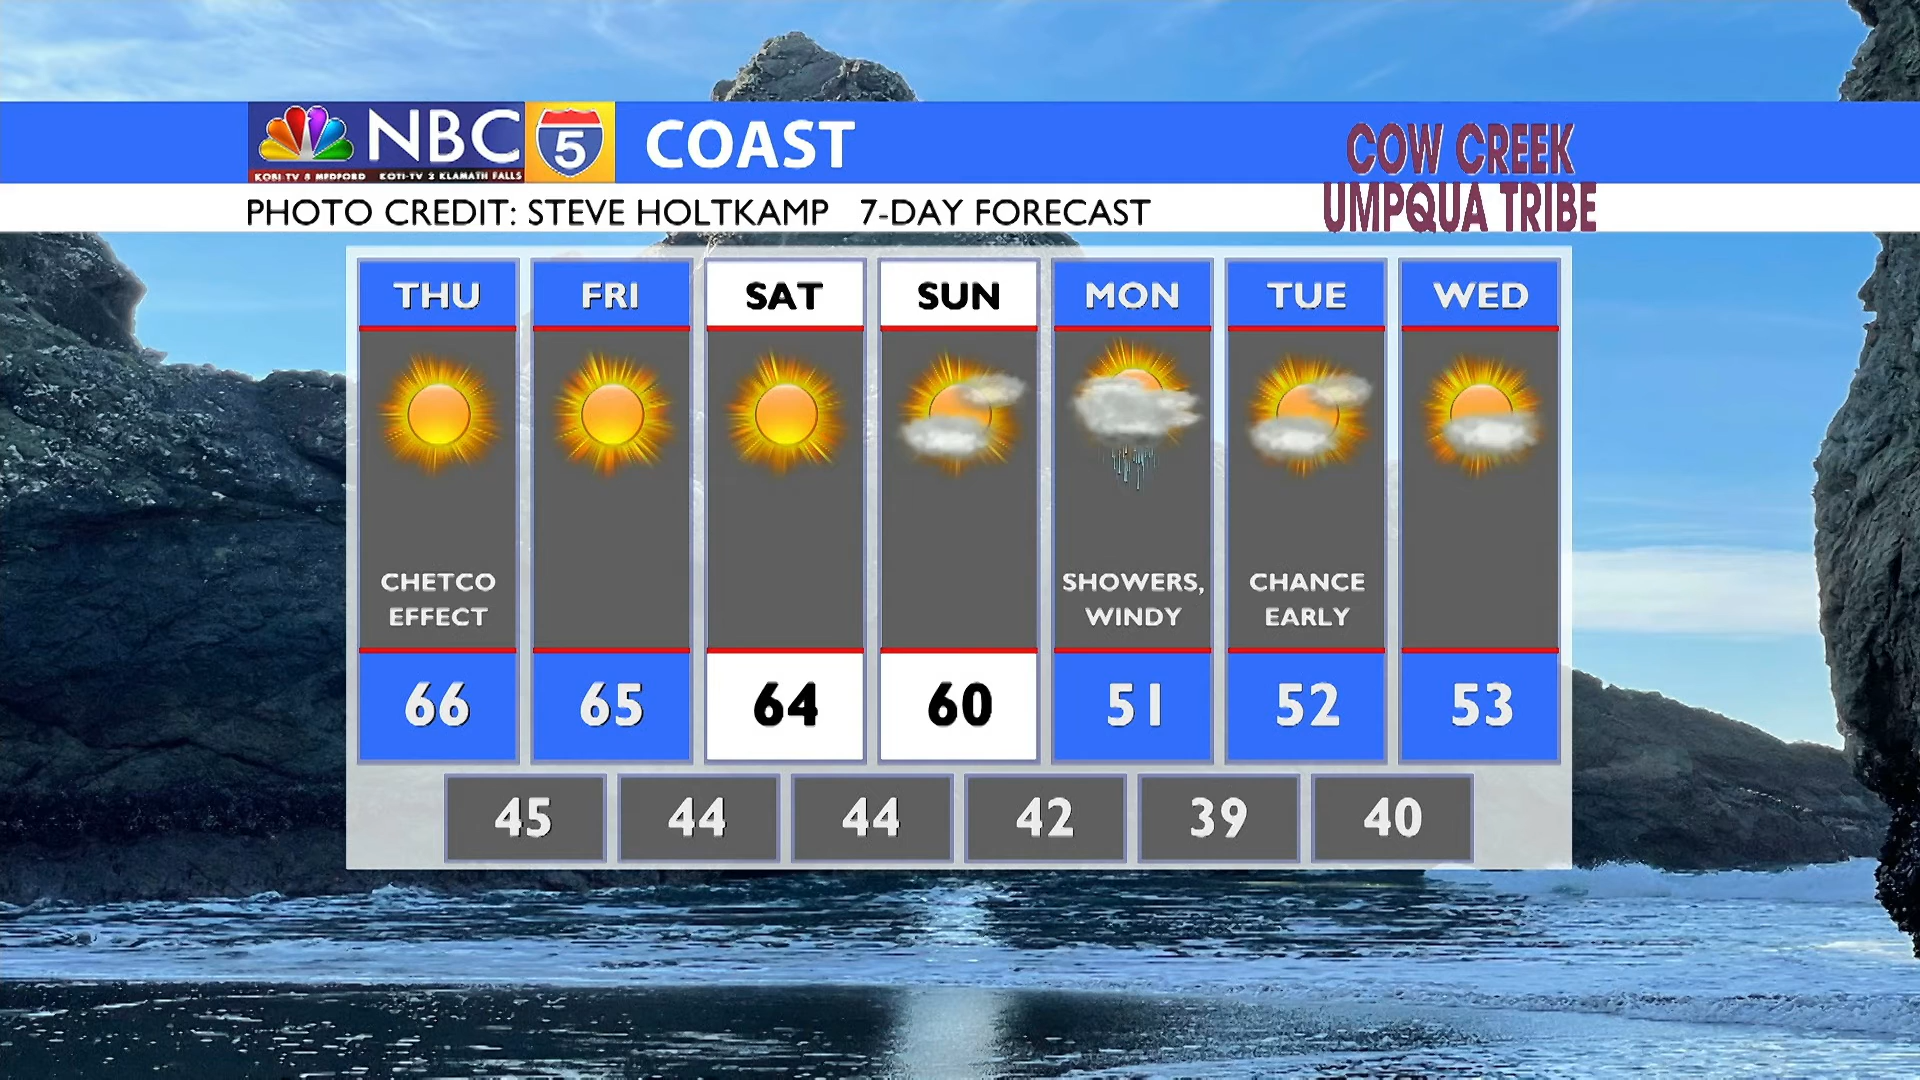 NBC 5 COAST
KOBI-TV 5 MEDFORD KOTI-TV 2 KLAMATH FALLS
COW CREEK
UMPQUA TRIBE
PHOTO CREDIT: STEVE HOLTKAMP 7-DAY FORECAST
THU FRI SAT SUN MON TUE WED
CHETCO
EFFECT
SHOWERS,
WINDY
CHANCE
EARLY
66 65 64 60 51 52 53
45 44 44 42 39 40